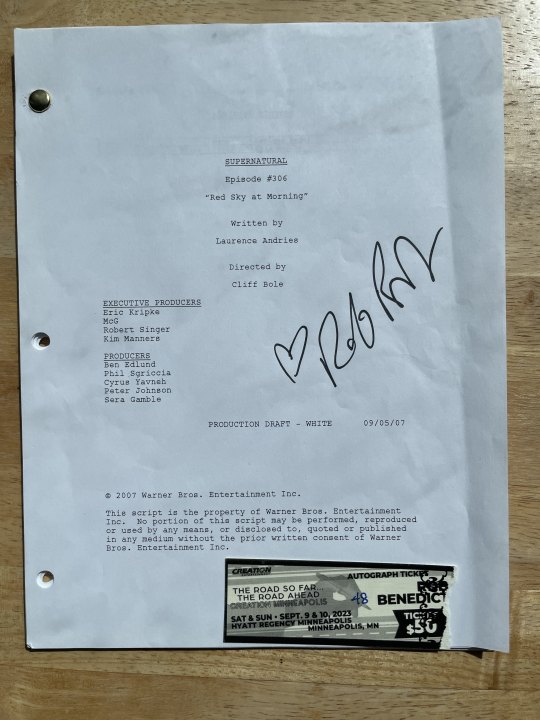 SUPERNATURAL
Episode #306
"Red Sky at Morning"
Written by
Laurence Andries
Directed by
Cliff Bole
EXECUTIVE PRODUCERS
Eric Kripke
McG
Robert Singer
Kim Manners
PRODUCERS
Ben Edlund
Phil Sgriccia
Cyrus Yavneh
Peter Johnson
Sera Gamble
PRODUCTION DRAFT - WHITE 09/05/07
© 2007 Warner Bros. Entertainment Inc.
This script is the property of Warner Bros. Entertainment
Inc. No portion of this script may be performed, reproduced
or used by any means, or disclosed to, quoted or published
in any medium without the prior written consent of Warner
Bros. Entertainment Inc.
CREATION
AUTOGRAPH TICKET
THE ROAD SO FAR...
THE ROAD AHEAD
CREATION MINNEAPOLIS
48
BENEDICT
SAT & SUN • SEPT. 9 & 10, 2023
HYATT REGENCY MINNEAPOLIS
MINNEAPOLIS, MN
$50